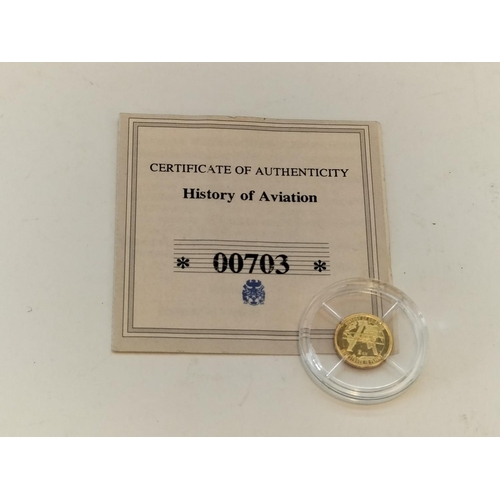 CERTIFICATE OF AUTHENTICITY
History of Aviation
* 00703 *